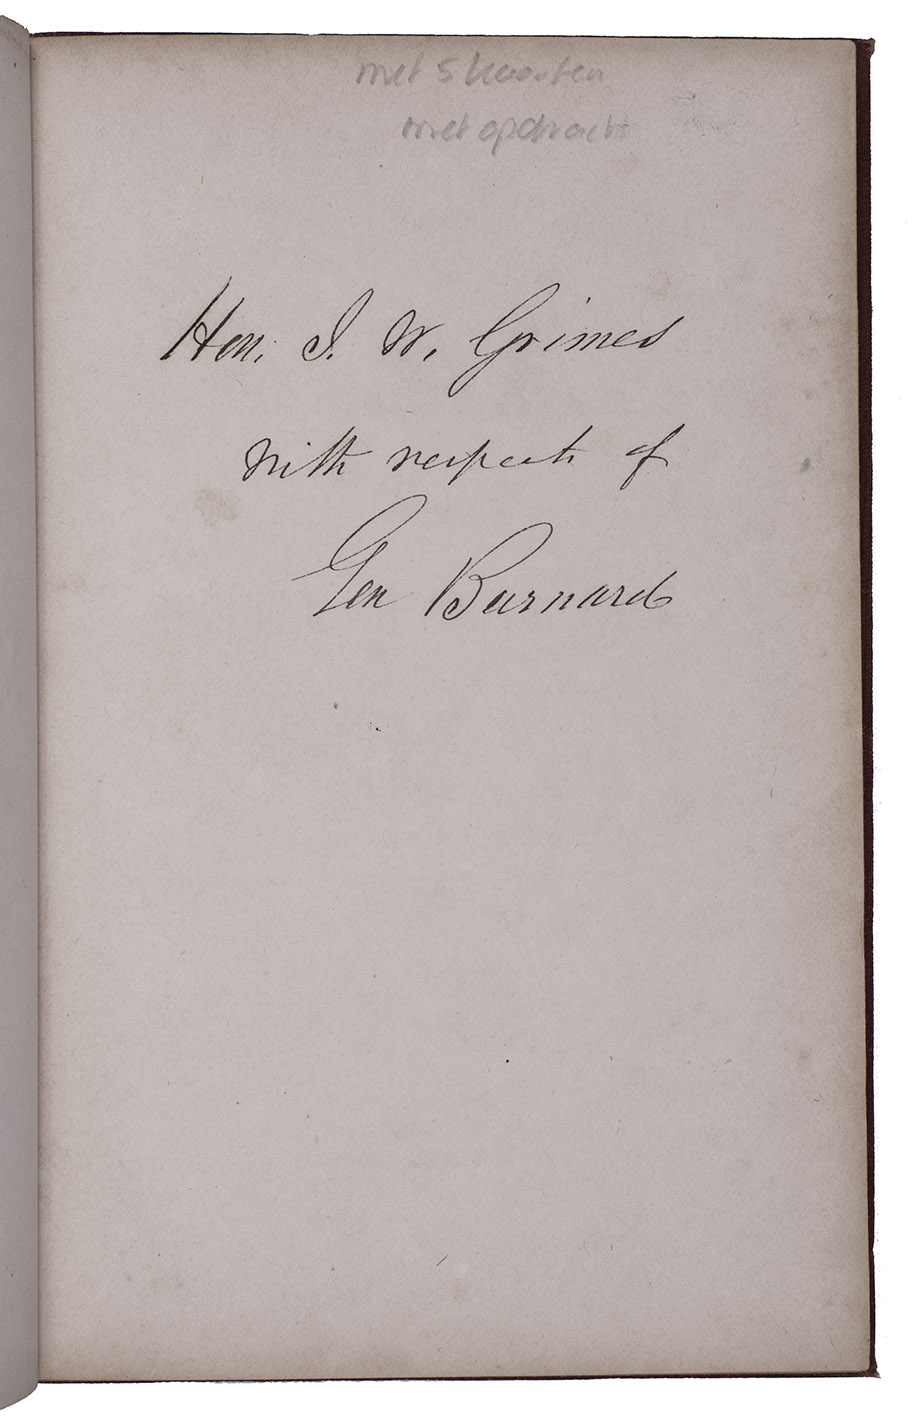 met 5 kaarten
met opdracht
Hon. J. W. Grimes
with respects of
Gen Barnard